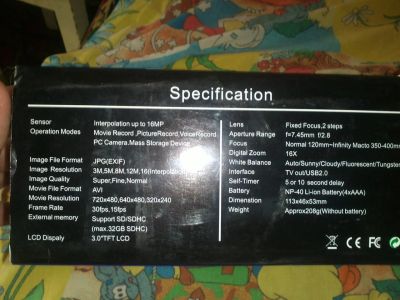 Specification
Sensor Interpolation up to 16MP
Operation Modes Movie Record ,PictureRecord,VoiceRecord
PC Camera.Mass Storage Device
Image File Format .JPG(EXiF)
Image Resolution 3M,5M,8M,12M,16(Interpolation)
Image Quality Super,Fine,Normal
Movie File Format AVI
Movie Resolution 720x480,640x480,320x240
Frame Rate 30fps,15fps
External memory Support SD/SDHC
(max.32GB SDHC)
LCD Dispaly 3.0"TFT LCD
Lens Fixed Focus,2 steps
Aperture Range f=7.45mm f/2.8
Focus Normal 120mm~Infinity Macto 350-400mm
Digital Zoom 16X
White Balance Auto/Sunny/Cloudy/Fluorescent/Tungsten
Interface TV out/USB2.0
Self-Timer 5 or 10 second delay
Battery NP-40 Li-ion Battery(4xAAA)
Dimension 113x46x53mm
Weight Approx208g(Without battery)
CE FC